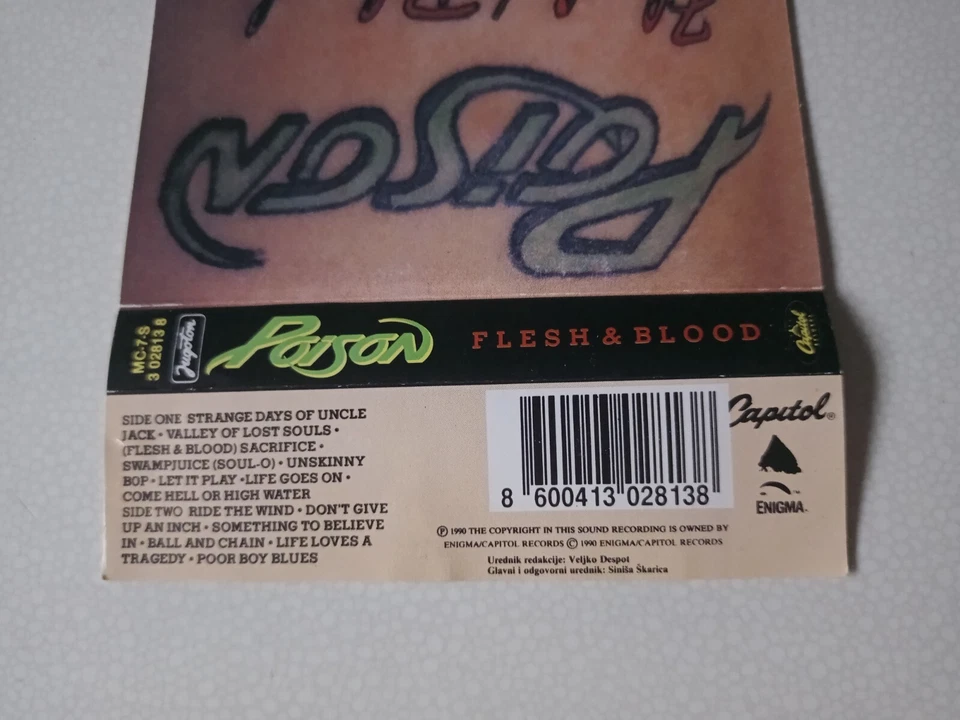 POISON
MC-7-S
3 02813 8
Jugoton
POISON
FLESH & BLOOD
Capitol
SIDE ONE STRANGE DAYS OF UNCLE
JACK • VALLEY OF LOST SOULS •
(FLESH & BLOOD) SACRIFICE •
SWAMPJUICE (SOUL-O) • UNSKINNY
BOP • LET IT PLAY • LIFE GOES ON •
COME HELL OR HIGH WATER
SIDE TWO RIDE THE WIND • DON'T GIVE
UP AN INCH • SOMETHING TO BELIEVE
IN • BALL AND CHAIN • LIFE LOVES A
TRAGEDY • POOR BOY BLUES
8 600413 028138
Capitol®
ENIGMA™
Ⓟ 1990 THE COPYRIGHT IN THIS SOUND RECORDING IS OWNED BY
ENIGMA/CAPITOL RECORDS © 1990 ENIGMA/CAPITOL RECORDS
Urednik redakcije: Veljko Despot
Glavni i odgovorni urednik: Siniša Škarica